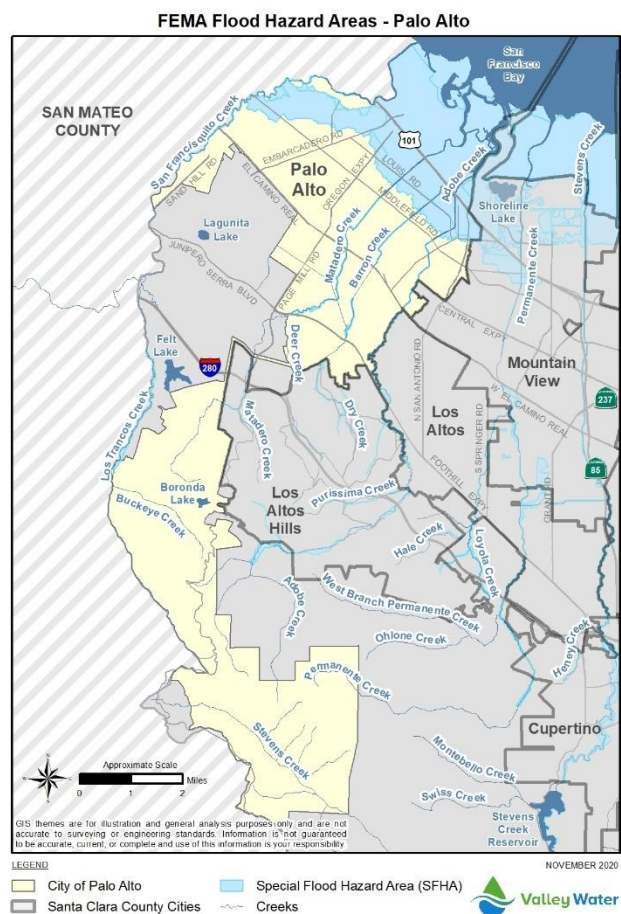 FEMA Flood Hazard Areas - Palo Alto
San
Francisco
Bay
SAN MATEO
COUNTY
San Francisquito Creek
101
EMBARCADERO RD
SAND HILL RD
EL CAMINO REAL
Palo
Alto
OREGON EXPY
LOUIS RD
MIDDLEFIELD RD
Adobe Creek
Stevens Creek
Shoreline
Lake
Lagunita
Lake
JUNIPERO SERRA BLVD
PAGE MILL RD
Matadero Creek
Barron Creek
Permanente Creek
Deer Creek
CENTRAL EXPY
Felt
Lake
280
Mountain
View
Los Trancos Creek
Matadero Creek
Dry Creek
N SAN ANTONIO RD
Los
Altos
S SPRINGER RD
W EL CAMINO REAL
237
85
Boronda
Lake
Buckeye Creek
Los
Altos
Hills
Purissima Creek
FOOTHILL EXPY
GRANT RD
Hale Creek
Loyola Creek
Adobe Creek
West Branch Permanente Creek
Ohlone Creek
Heney Creek
Permanente Creek
Cupertino
Stevens Creek
Montebello Creek
Swiss Creek
Stevens
Creek
Reservoir
Approximate Scale
0 1 2
Miles
GIS themes are for illustration and general analysis purposes only and are not
accurate to surveying or engineering standards. Information is not guaranteed
to be accurate, current, or complete and use of this information is your responsibility.
LEGEND
NOVEMBER 2020
City of Palo Alto
Special Flood Hazard Area (SFHA)
Santa Clara County Cities
Creeks
Valley Water